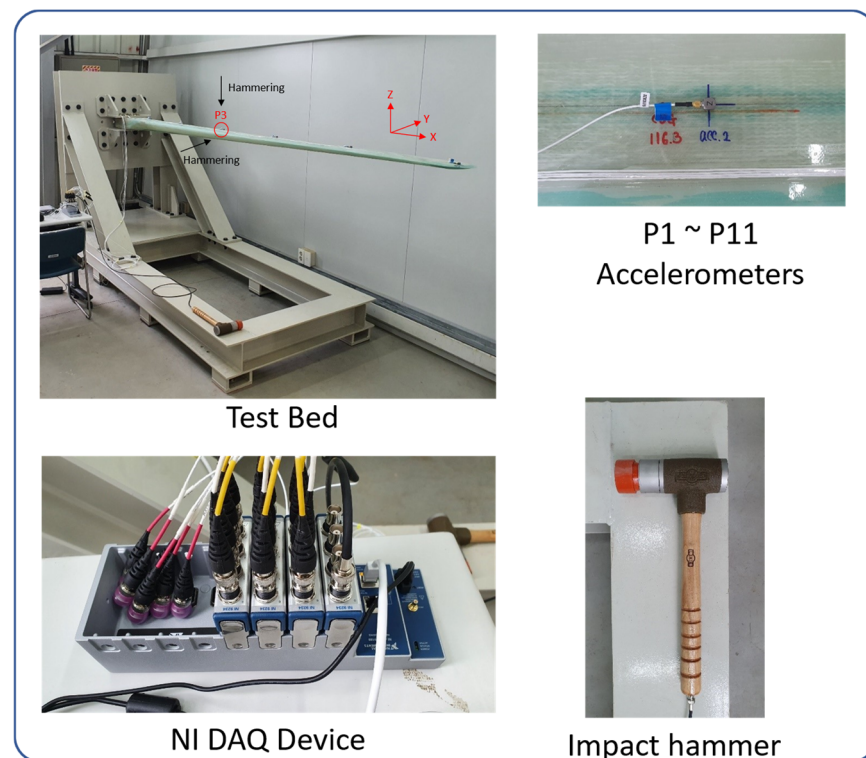 Hammering
P3
Hammering
Z
Y
X
Test Bed
116.3
acc.2
P1 ~ P11
Accelerometers
NI DAQ Device
Impact hammer